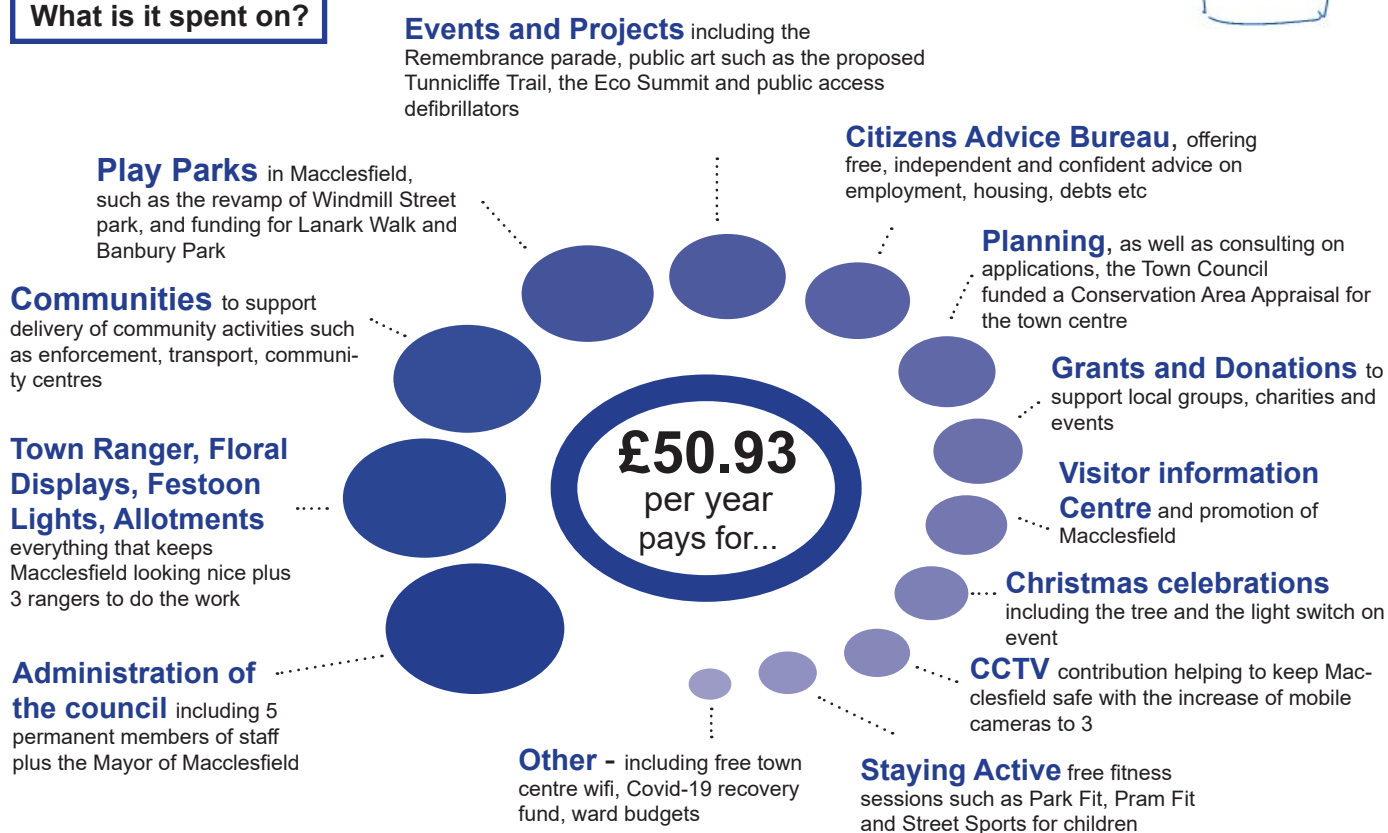 What is it spent on?
Events and Projects including the
Remembrance parade, public art such as the proposed
Tunnicliffe Trail, the Eco Summit and public access
defibrillators
Citizens Advice Bureau, offering
free, independent and confident advice on
employment, housing, debts etc
Play Parks in Macclesfield,
such as the revamp of Windmill Street
park, and funding for Lanark Walk and
Banbury Park
Planning, as well as consulting on
applications, the Town Council
funded a Conservation Area Appraisal for
the town centre
Communities to support
delivery of community activities such
as enforcement, transport, communi-
ty centres
Grants and Donations to
support local groups, charities and
events
Town Ranger, Floral
Displays, Festoon
Lights, Allotments
everything that keeps
Macclesfield looking nice plus
3 rangers to do the work
£50.93
per year
pays for...
Visitor information
Centre and promotion of
Macclesfield
Christmas celebrations
including the tree and the light switch on
event
Administration of
the council including 5
permanent members of staff
plus the Mayor of Macclesfield
CCTV contribution helping to keep Mac-
clesfield safe with the increase of mobile
cameras to 3
Other - including free town
centre wifi, Covid-19 recovery
fund, ward budgets
Staying Active free fitness
sessions such as Park Fit, Pram Fit
and Street Sports for children